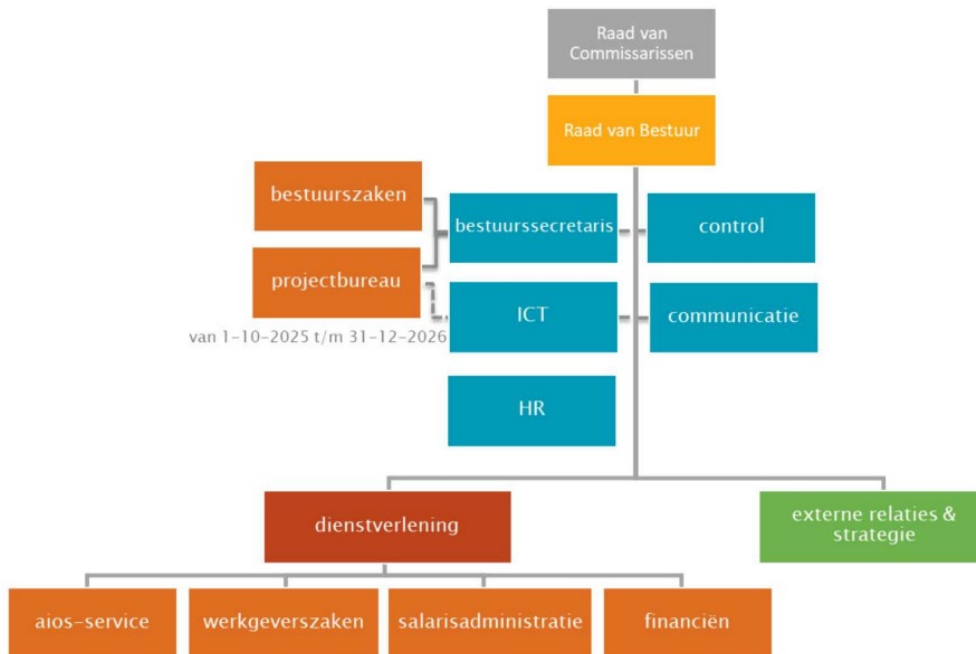 Raad van
Commissarissen
Raad van Bestuur
bestuurszaken
bestuurssecretaris
control
projectbureau
ICT
communicatie
van 1-10-2025 t/m 31-12-2026
HR
dienstverlening
externe relaties &
strategie
aios-service
werkgeverszaken
salarisadministratie
financiën